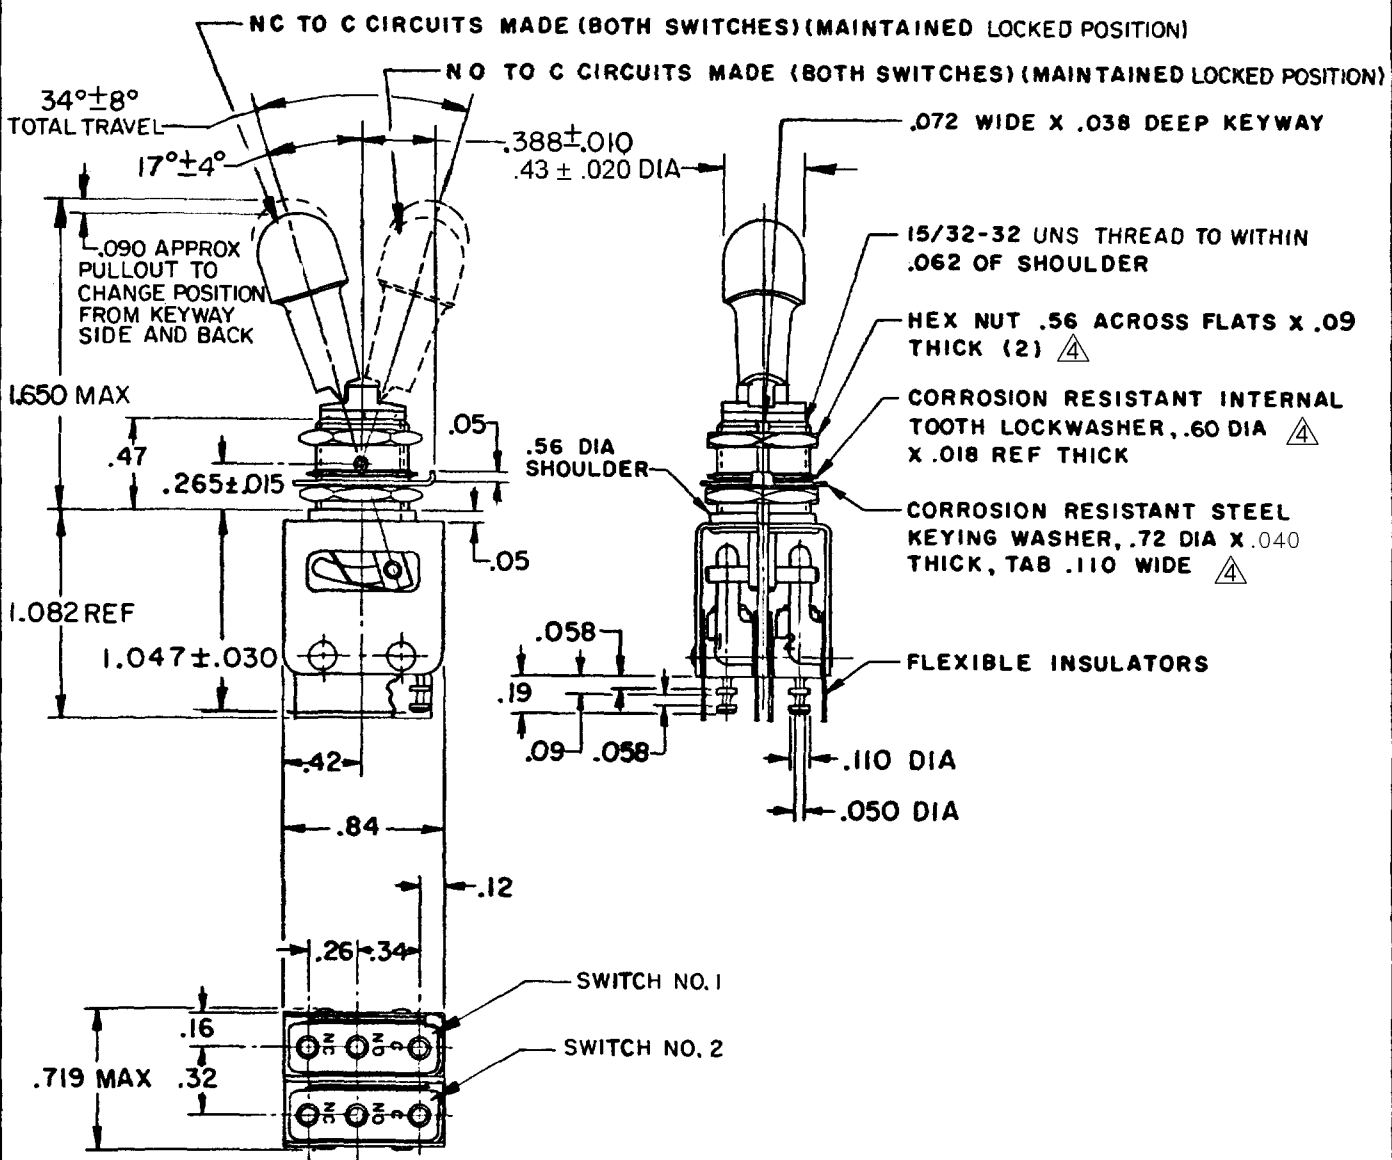 NC TO C CIRCUITS MADE (BOTH SWITCHES) (MAINTAINED LOCKED POSITION)
NO TO C CIRCUITS MADE (BOTH SWITCHES) (MAINTAINED LOCKED POSITION)
34°±8°
TOTAL TRAVEL
17°±4°
.388±.010
.43 ± .020 DIA
.072 WIDE X .038 DEEP KEYWAY
.090 APPROX
PULLOUT TO
CHANGE POSITION
FROM KEYWAY
SIDE AND BACK
15/32-32 UNS THREAD TO WITHIN
.062 OF SHOULDER
HEX NUT .56 ACROSS FLATS X .09
THICK (2) 4
1.650 MAX
CORROSION RESISTANT INTERNAL
TOOTH LOCKWASHER, .60 DIA 4
X .018 REF THICK
.47
.05
.265±.015
.56 DIA
SHOULDER
CORROSION RESISTANT STEEL
KEYING WASHER, .72 DIA X .040
THICK, TAB .110 WIDE 4
.05
1.082 REF
1.047±.030
.058
1
2
FLEXIBLE INSULATORS
.19
.09
.058
.42
.110 DIA
.84
.050 DIA
.12
.26
.34
SWITCH NO. 1
.16
NC
NO
C
SWITCH NO. 2
.719 MAX
.32
NC
NO
C